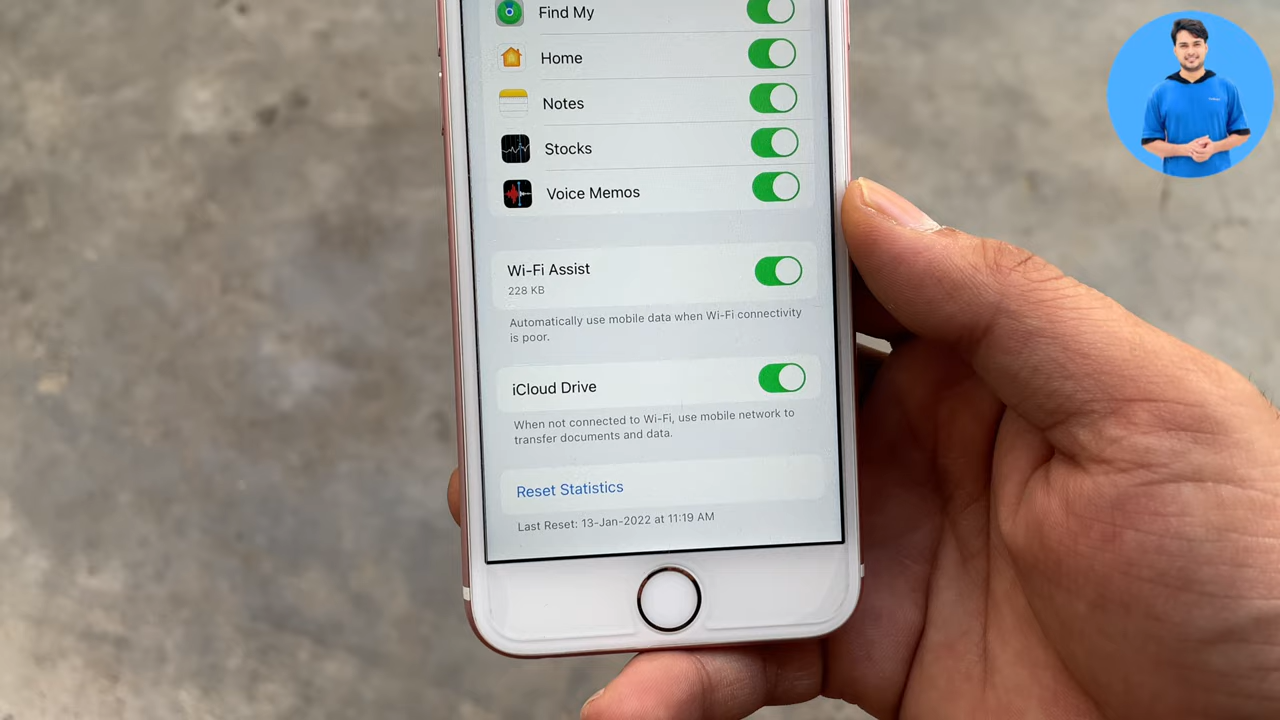 Find My
Home
Notes
Stocks
Voice Memos
Wi-Fi Assist
228 KB
Automatically use mobile data when Wi-Fi connectivity
is poor.
iCloud Drive
When not connected to Wi-Fi, use mobile network to
transfer documents and data.
Reset Statistics
Last Reset: 13-Jan-2022 at 11:19 AM